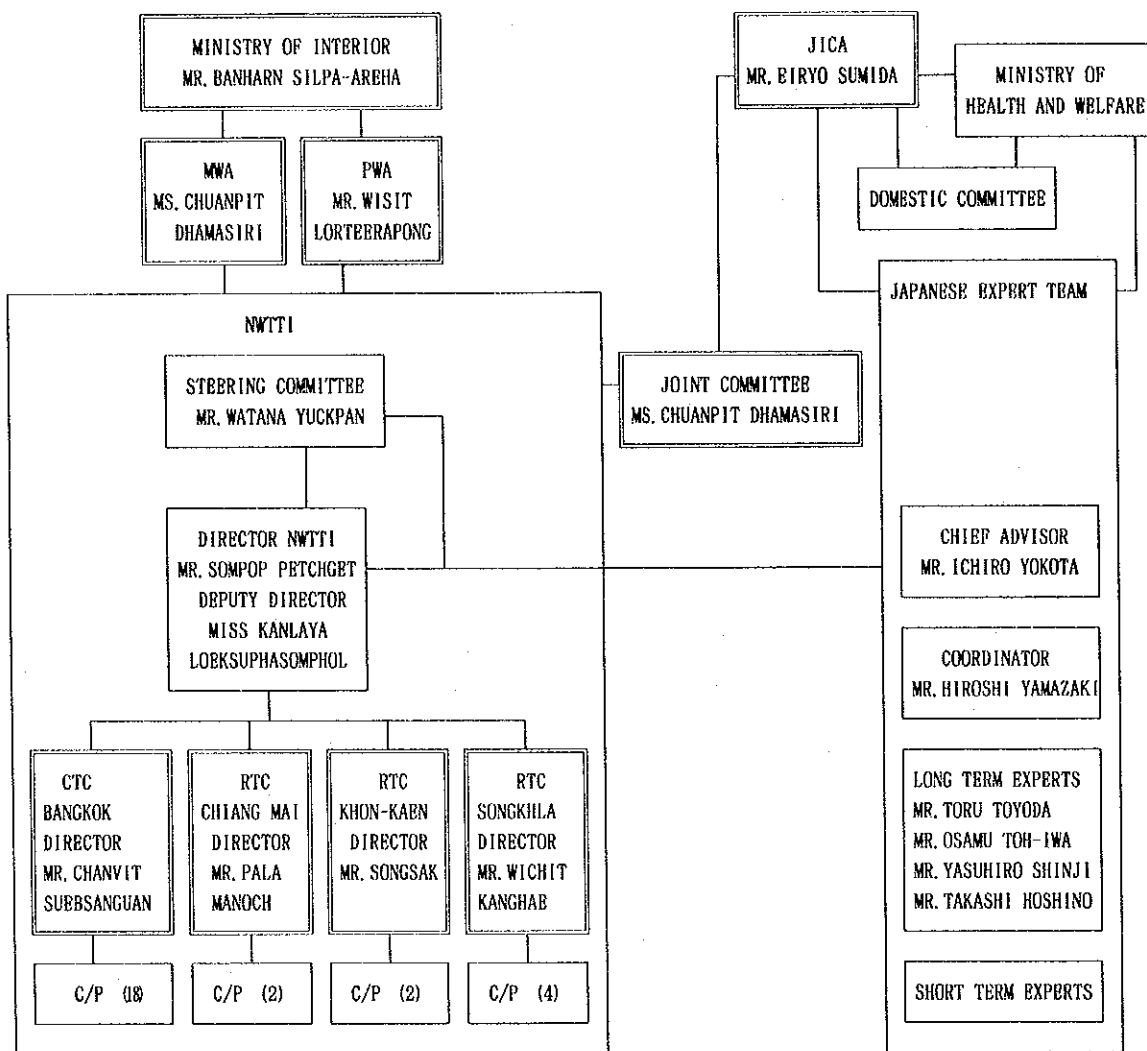 MINISTRY OF INTERIOR
MR. BANHARN SILPA-AREHA
JICA
MR. EIRYO SUMIDA
MINISTRY OF
HEALTH AND WELFARE
MWA
MS. CHUANPIT
DHAMASIRI
PWA
MR. WISIT
LORTEERAPONG
DOMESTIC COMMITTEE
NWTTI
STEERING COMMITTEE
MR. WATANA YUCKPAN
JOINT COMMITTEE
MS. CHUANPIT DHAMASIRI
JAPANESE EXPERT TEAM
DIRECTOR NWTTI
MR. SOMPOP PETCHGET
DEPUTY DIRECTOR
MISS KANLAYA
LOEKSUPHASOMPHOL
CHIEF ADVISOR
MR. ICHIRO YOKOTA
COORDINATOR
MR. HIROSHI YAMAZAKI
CTC
BANGKOK
DIRECTOR
MR. CHANVIT
SUEBSANGUAN
RTC
CHIANG MAI
DIRECTOR
MR. PALA
MANOCH
RTC
KHON-KAEN
DIRECTOR
MR. SONGSAK
RTC
SONGKHLA
DIRECTOR
MR. WICHIT
KANGHAE
LONG TERM EXPERTS
MR. TORU TOYODA
MR. OSAMU TOH-IWA
MR. YASUHIRO SHINJI
MR. TAKASHI HOSHINO
C/P (18)
C/P (2)
C/P (2)
C/P (4)
SHORT TERM EXPERTS